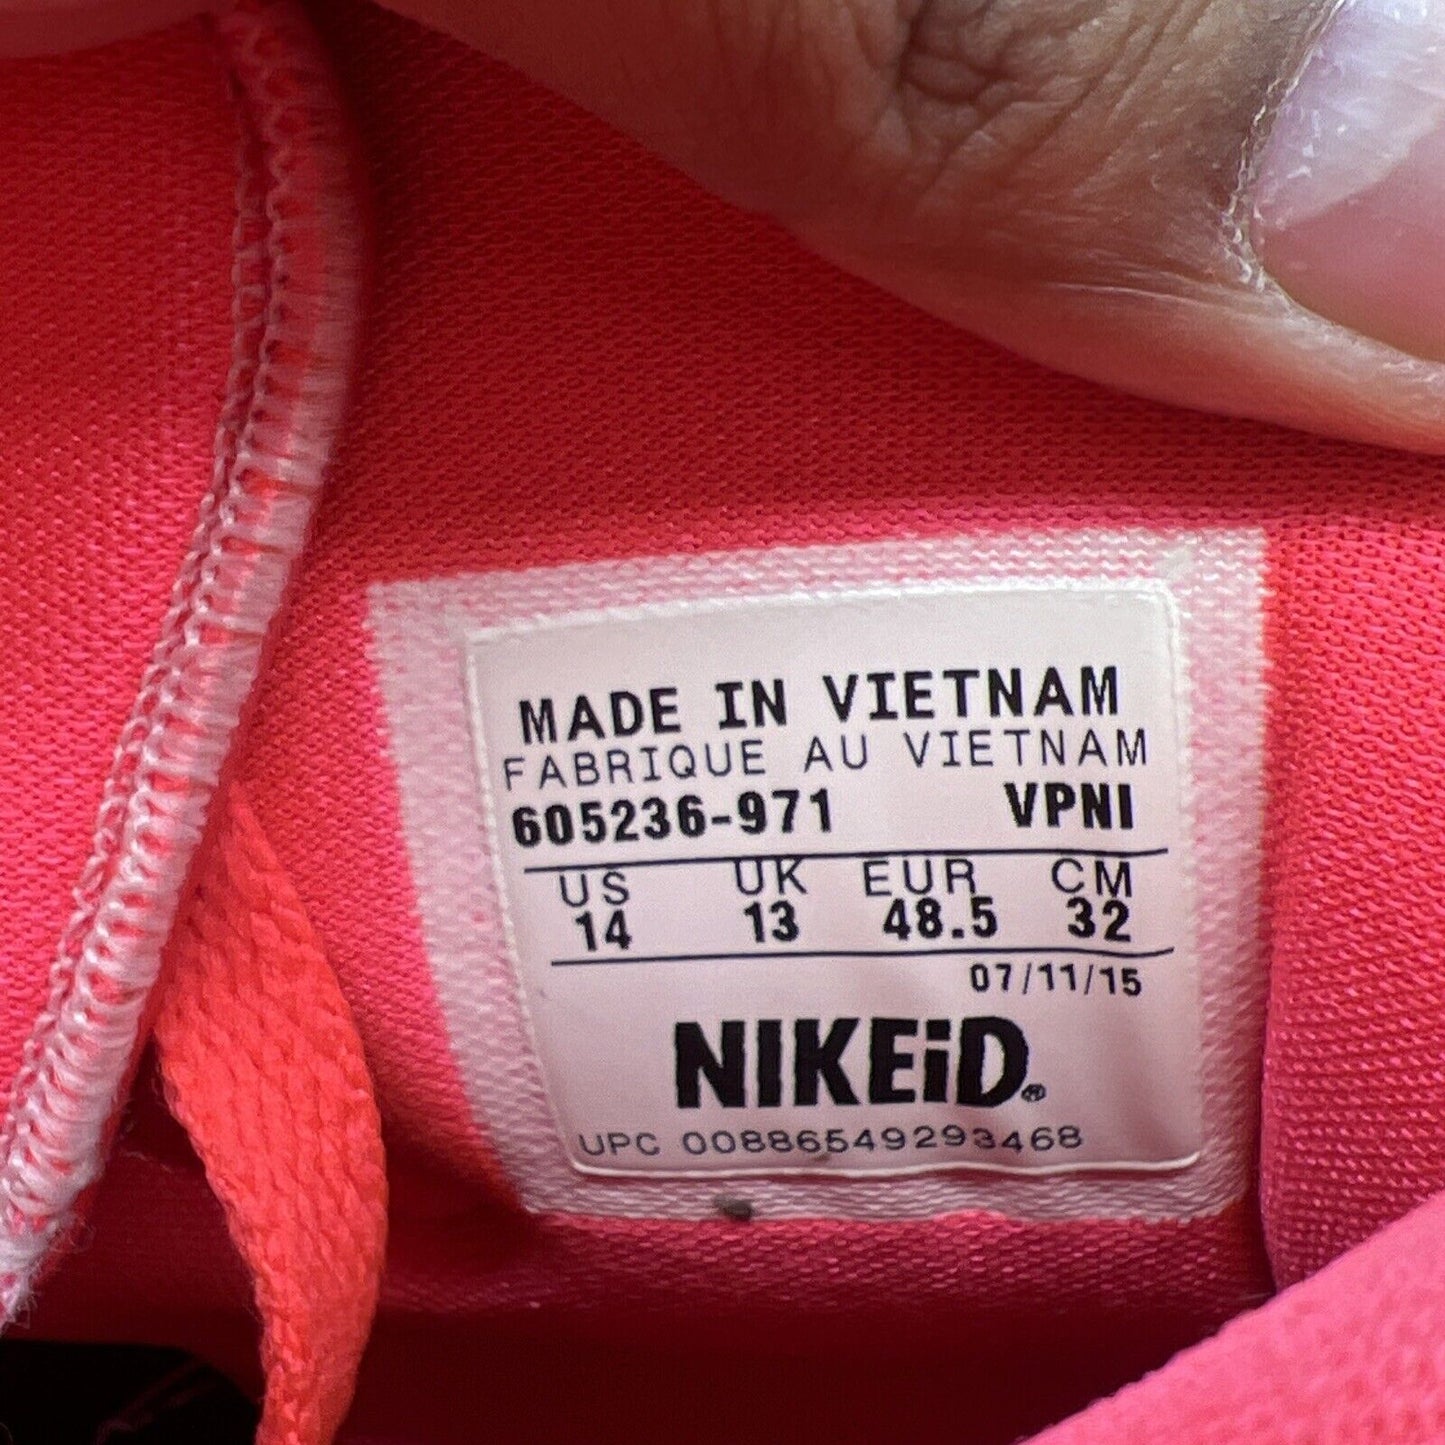 MADE IN VIETNAM
FABRIQUE AU VIETNAM
605236-971 VPNI
US UK EUR CM
14 13 48.5 32
07/11/15
NIKEiD®
UPC 00886549293468